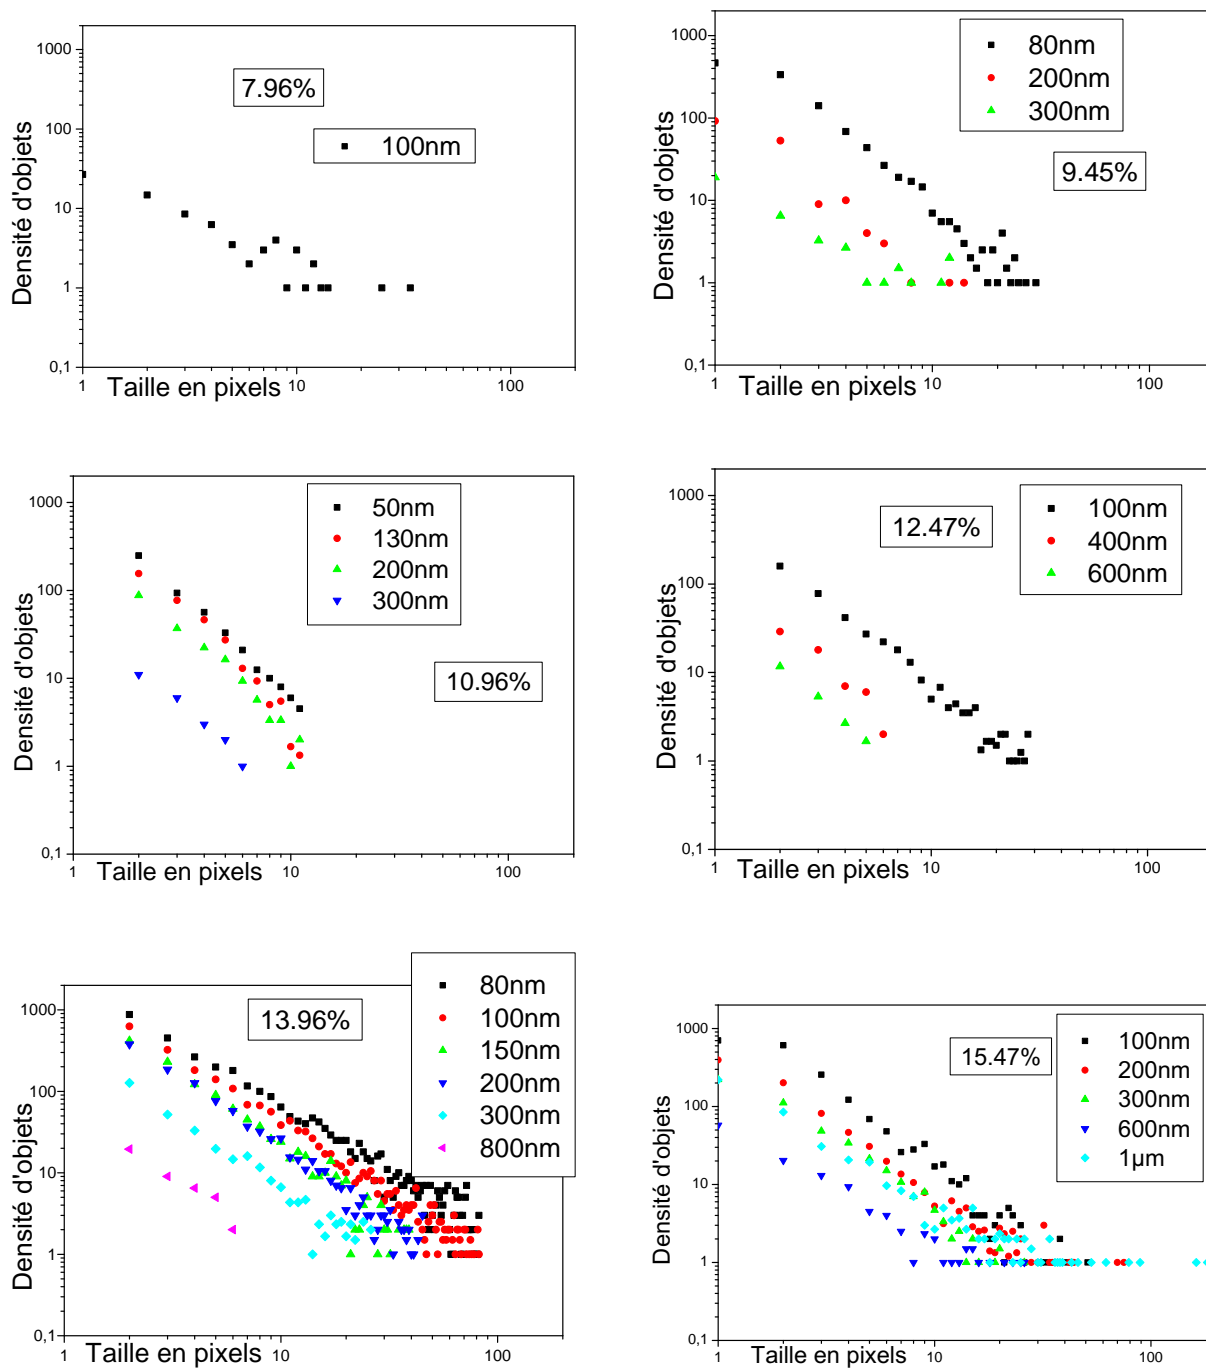 1000
100
10
1
0,1
Densité d'objets
7.96%
100nm
1
10
100
Taille en pixels
1000
100
10
1
0,1
Densité d'objets
80nm
200nm
300nm
9.45%
1
10
100
Taille en pixels
1000
100
10
1
0,1
Densité d'objets
50nm
130nm
200nm
300nm
10.96%
1
10
100
Taille en pixels
1000
100
10
1
0,1
Densité d'objets
12.47%
100nm
400nm
600nm
1
10
100
Taille en pixels
1000
100
10
1
0,1
Densité d'objets
13.96%
80nm
100nm
150nm
200nm
300nm
800nm
1
10
100
Taille en pixels
1000
100
10
1
0,1
Densité d'objets
15.47%
100nm
200nm
300nm
600nm
1µm
1
10
100
Taille en pixels